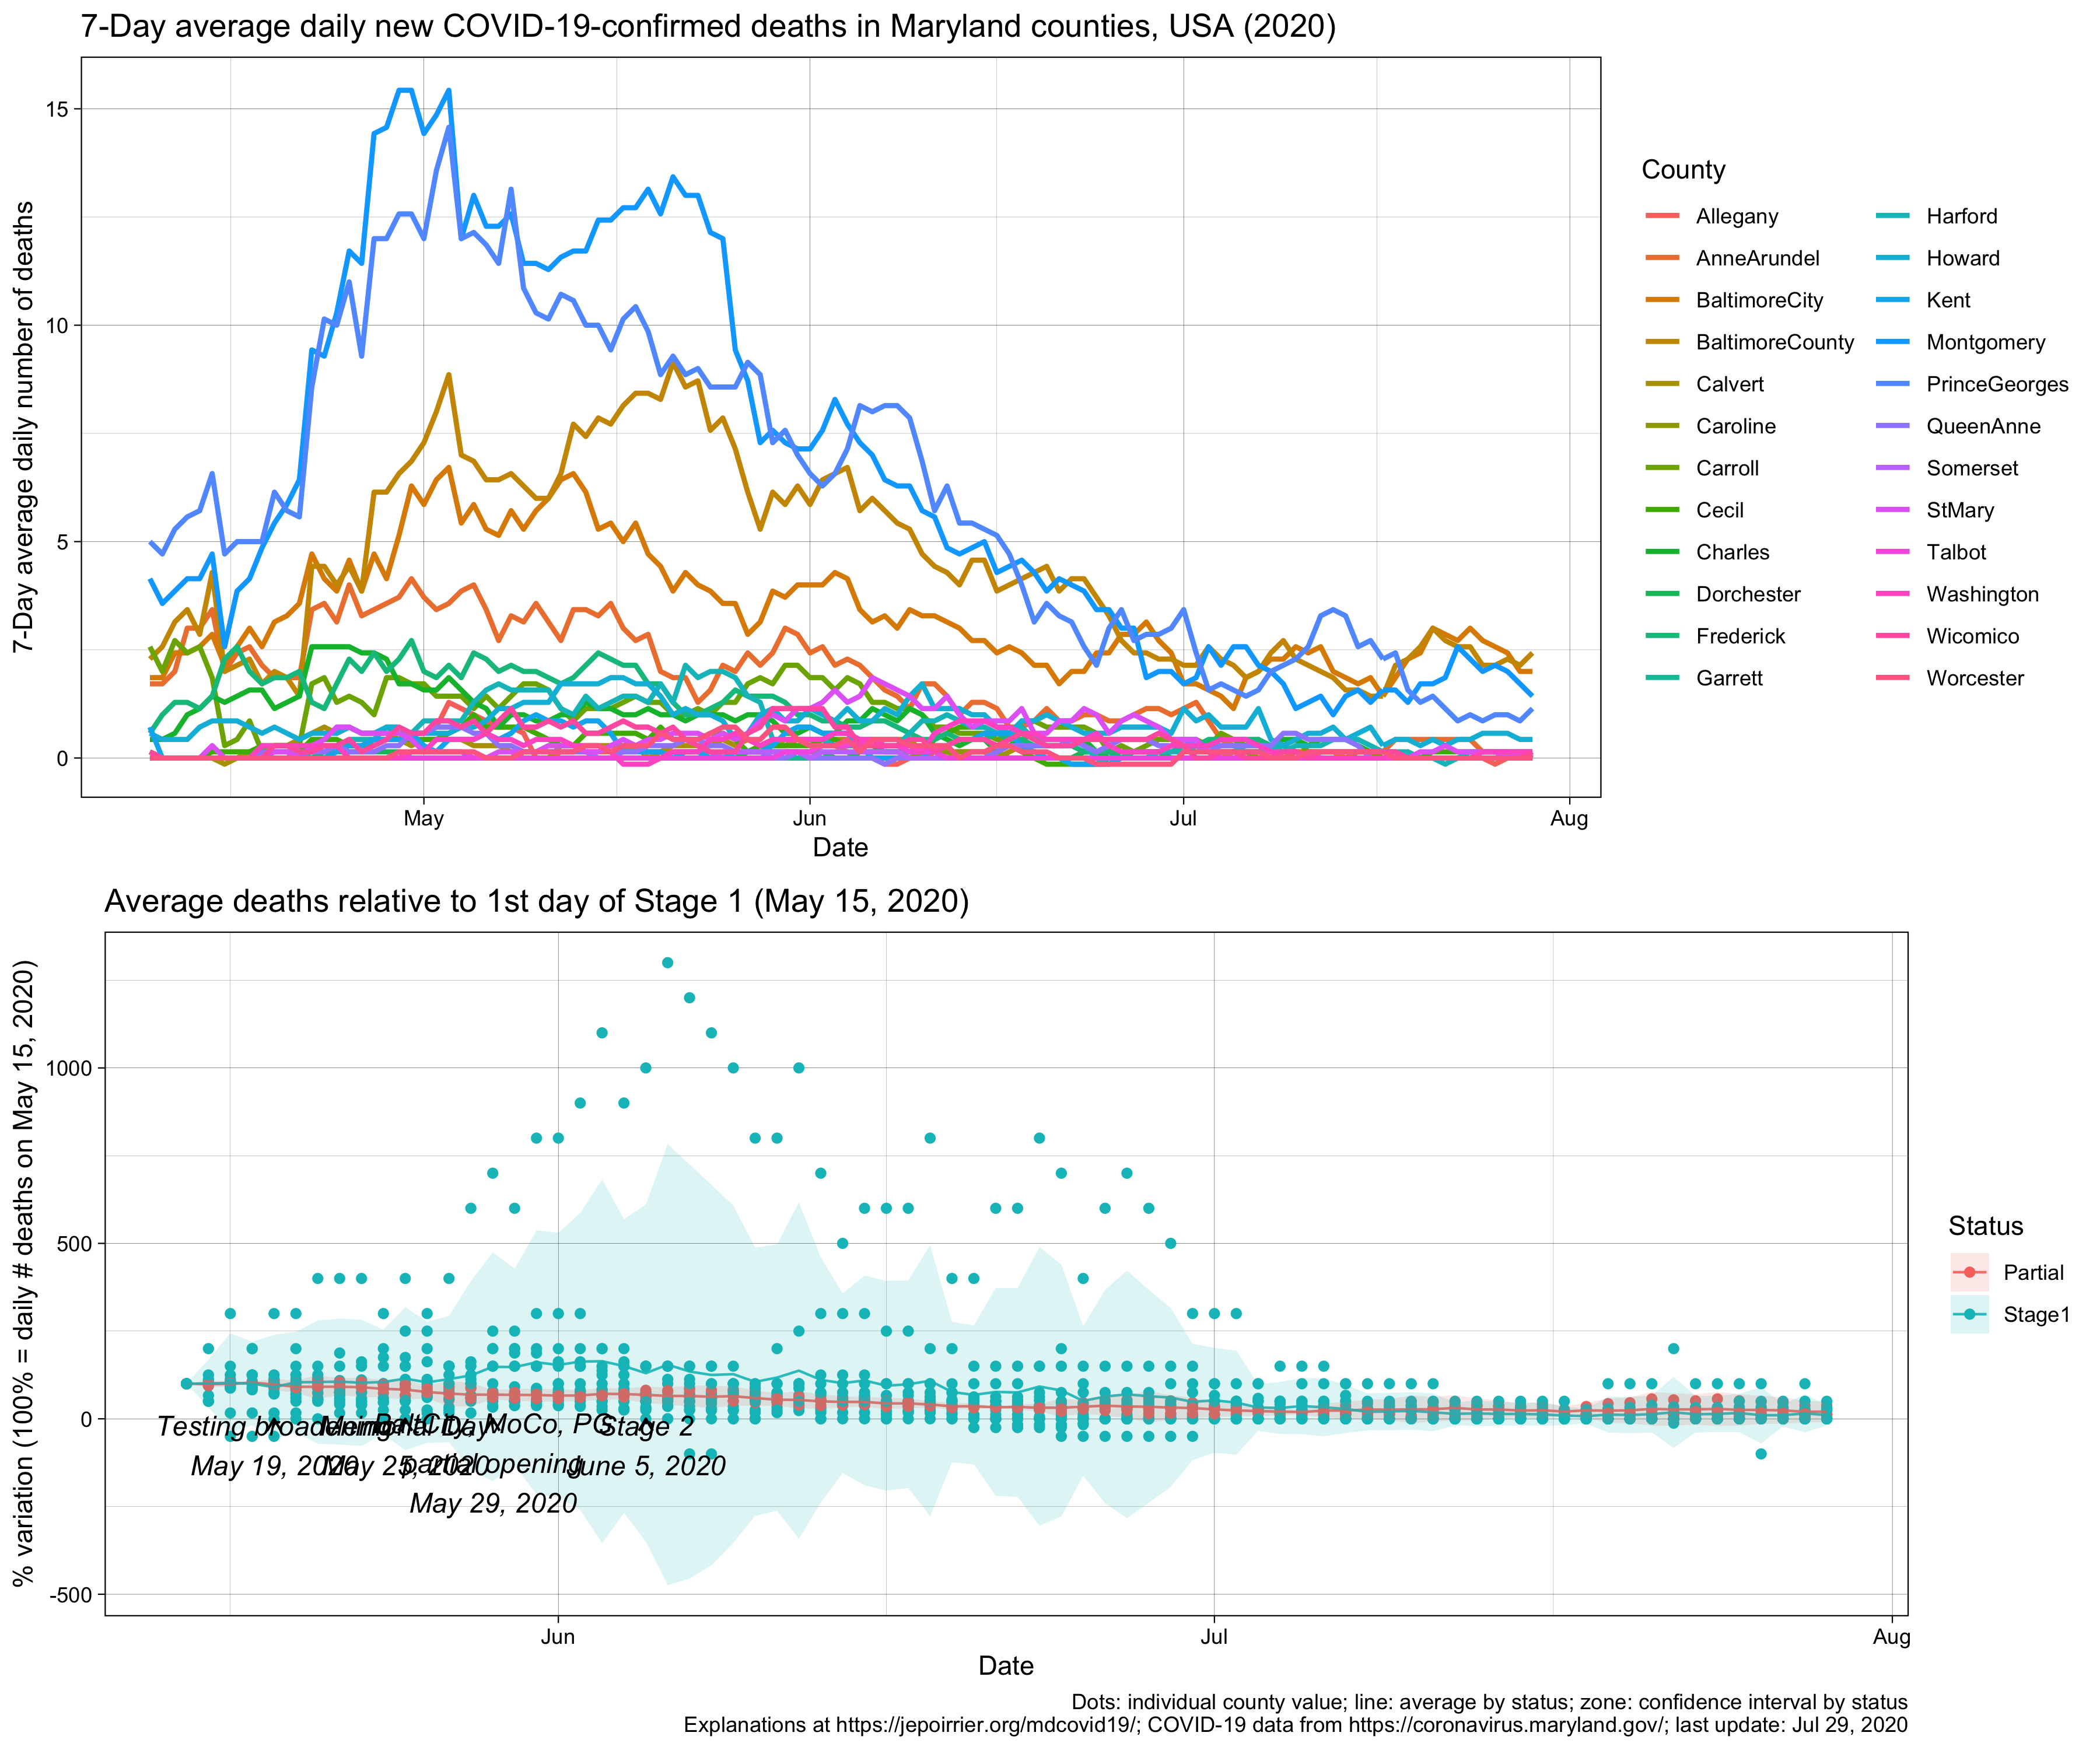 7-Day average daily new COVID-19-confirmed deaths in Maryland counties, USA (2020)
7-Day average daily number of deaths
15
10
5
0
May
Jun
Jul
Aug
Date
County
Allegany
AnneArundel
BaltimoreCity
BaltimoreCounty
Calvert
Caroline
Carroll
Cecil
Charles
Dorchester
Frederick
Garrett
Harford
Howard
Kent
Montgomery
PrinceGeorges
QueenAnne
Somerset
StMary
Talbot
Washington
Wicomico
Worcester
Average deaths relative to 1st day of Stage 1 (May 15, 2020)
% variation (100% = daily # deaths on May 15, 2020)
1000
500
0
-500
Testing broadening
May 19, 2020
Memorial Day
May 25, 2020
BaltCity, MoCo, PG
partial opening
May 29, 2020
Stage 2
June 5, 2020
Jun
Jul
Aug
Date
Status
Partial
Stage1
Dots: individual county value; line: average by status; zone: confidence interval by status
Explanations at https://jepoirrier.org/mdcovid19/; COVID-19 data from https://coronavirus.maryland.gov/; last update: Jul 29, 2020